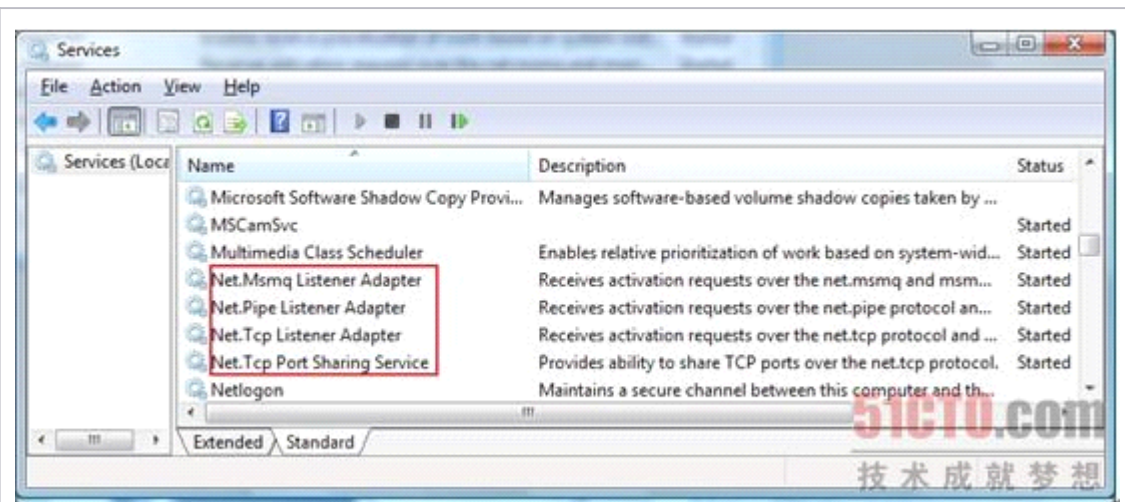 Services
File Action View Help
Services (Loca
Name Description Status
Microsoft Software Shadow Copy Provi... Manages software-based volume shadow copies taken by ...
MSCamSvc Started
Multimedia Class Scheduler Enables relative prioritization of work based on system-wid... Started
Net.Msmq Listener Adapter Receives activation requests over the net.msmq and msm... Started
Net.Pipe Listener Adapter Receives activation requests over the net.pipe protocol an... Started
Net.Tcp Listener Adapter Receives activation requests over the net.tcp protocol and ... Started
Net.Tcp Port Sharing Service Provides ability to share TCP ports over the net.tcp protocol. Started
Netlogon Maintains a secure channel between this computer and th...
Extended Standard
51CTO.com
技术成就梦想